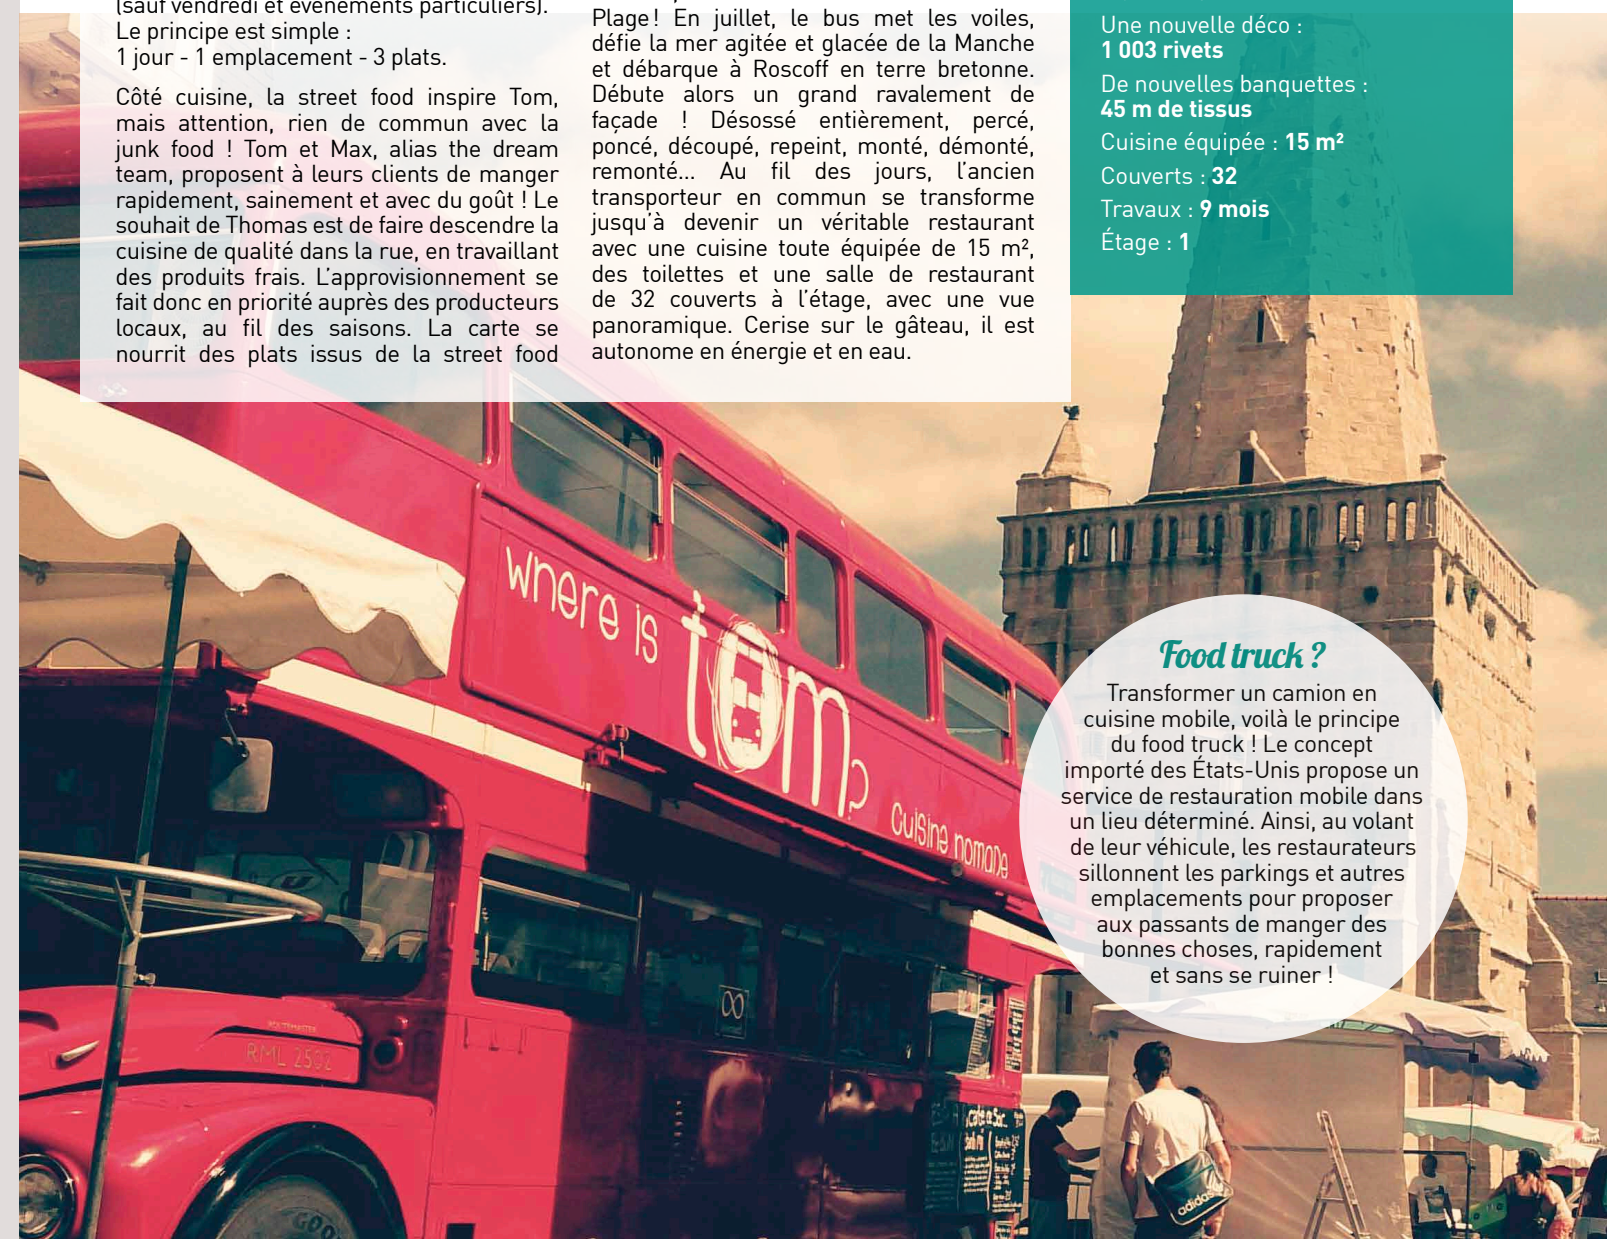 (sauf vendredi et événements particuliers).
Le principe est simple :
1 jour - 1 emplacement - 3 plats.
Côté cuisine, la street food inspire Tom,
mais attention, rien de commun avec la
junk food ! Tom et Max, alias the dream
team, proposent à leurs clients de manger
rapidement, sainement et avec du goût ! Le
souhait de Thomas est de faire descendre la
cuisine de qualité dans la rue, en travaillant
des produits frais. L’approvisionnement se
fait donc en priorité auprès des producteurs
locaux, au fil des saisons. La carte se
nourrit des plats issus de la street food
Plage! En juillet, le bus met les voiles,
défie la mer agitée et glacée de la Manche
et débarque à Roscoff en terre bretonne.
Débute alors un grand ravalement de
façade ! Désossé entièrement, percé,
poncé, découpé, repeint, monté, démonté,
remonté... Au fil des jours, l’ancien
transporteur en commun se transforme
jusqu’à devenir un véritable restaurant
avec une cuisine toute équipée de 15 m²,
des toilettes et une salle de restaurant
de 32 couverts à l’étage, avec une vue
panoramique. Cerise sur le gâteau, il est
autonome en énergie et en eau.
Une nouvelle déco :
1 003 rivets
De nouvelles banquettes :
45 m de tissus
Cuisine équipée : 15 m²
Couverts : 32
Travaux : 9 mois
Étage : 1
where is
tom?
cuisine nomade
Food truck ?
Transformer un camion en
cuisine mobile, voilà le principe
du food truck ! Le concept
importé des États-Unis propose un
service de restauration mobile dans
un lieu déterminé. Ainsi, au volant
de leur véhicule, les restaurateurs
sillonnent les parkings et autres
emplacements pour proposer
aux passants de manger des
bonnes choses, rapidement
et sans se ruiner !
ROUTEMASTER
RML 2502
adidas